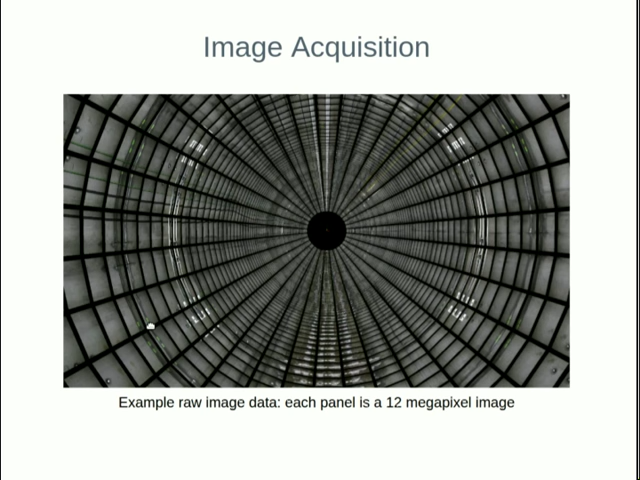 Image Acquisition
Example raw image data: each panel is a 12 megapixel image